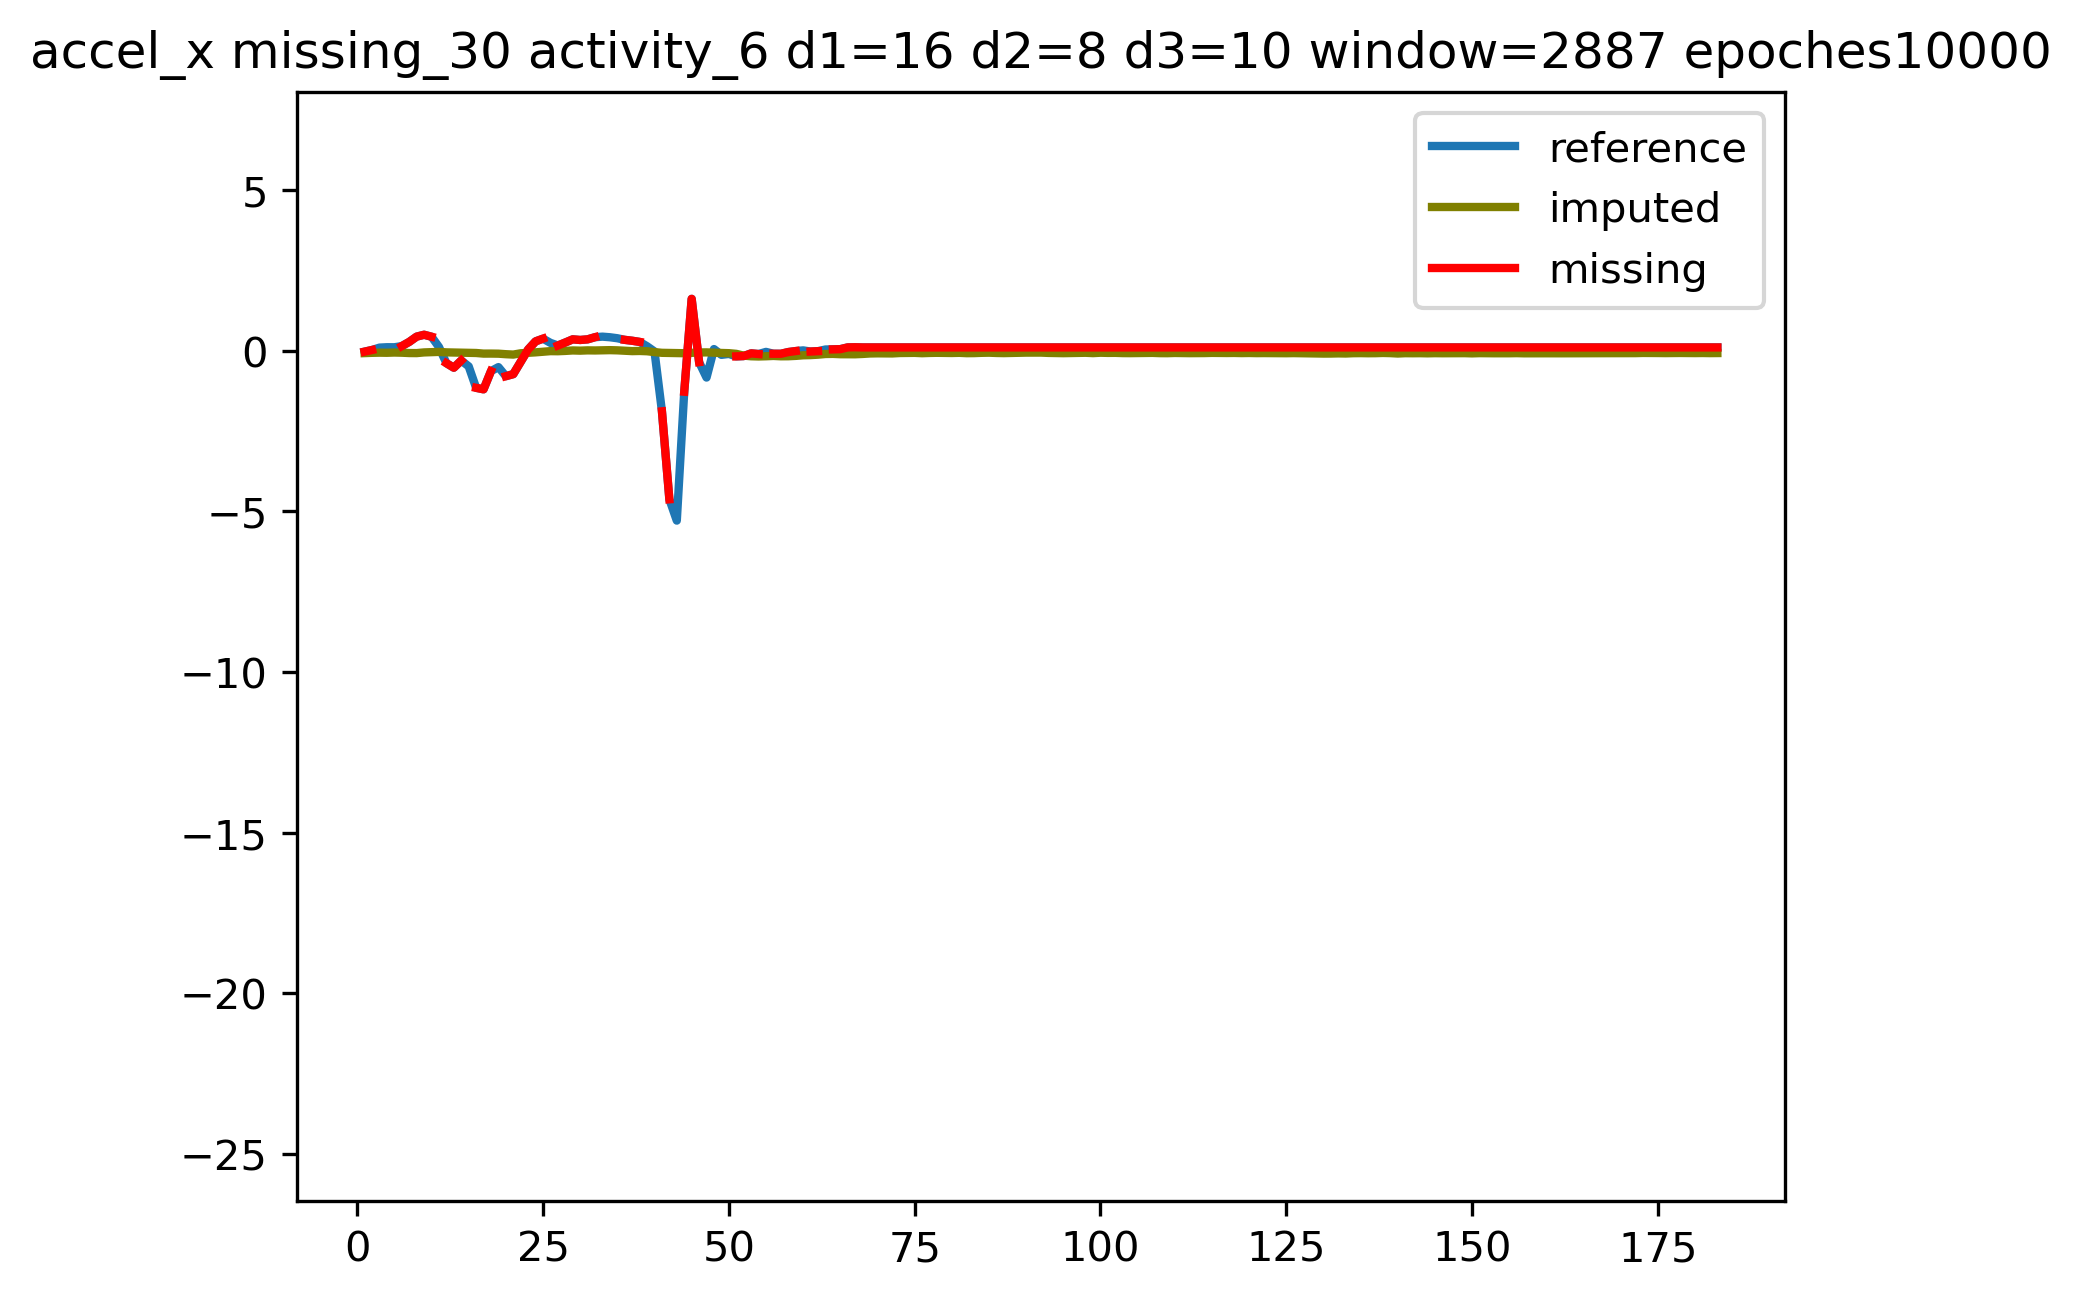 accel_x missing_30 activity_6 d1=16 d2=8 d3=10 window=2887 epoches10000
reference
imputed
missing
5
0
−5
−10
−15
−20
−25
0 25 50 75 100 125 150 175